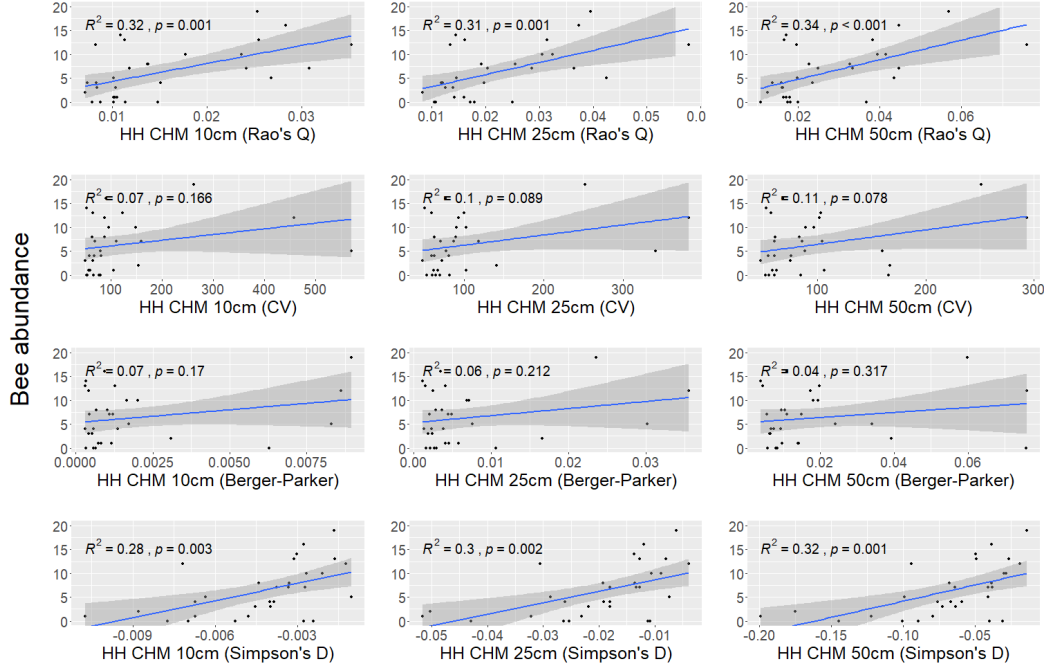 R² = 0.32 , p = 0.001
R² = 0.31 , p = 0.001
R² = 0.34 , p < 0.001
20
15
10
5
0
20
15
10
5
0
20
15
10
5
0
0.01 0.02 0.03
0.01 0.02 0.03 0.04 0.05 0.0
0.02 0.04 0.06
HH CHM 10cm (Rao's Q)
HH CHM 25cm (Rao's Q)
HH CHM 50cm (Rao's Q)
R² = 0.07 , p = 0.166
R² = 0.1 , p = 0.089
R² = 0.11 , p = 0.078
20
15
10
5
0
20
15
10
5
0
20
15
10
5
0
100 200 300 400 500
100 200 300
100 200 300
HH CHM 10cm (CV)
HH CHM 25cm (CV)
HH CHM 50cm (CV)
Bee abundance
R² = 0.07 , p = 0.17
R² = 0.06 , p = 0.212
R² = 0.04 , p = 0.317
20
15
10
5
0
20
15
10
5
0
20
15
10
5
0
0.0000 0.0025 0.0050 0.0075
0.00 0.01 0.02 0.03
0.02 0.04 0.06
HH CHM 10cm (Berger-Parker)
HH CHM 25cm (Berger-Parker)
HH CHM 50cm (Berger-Parker)
R² = 0.28 , p = 0.003
R² = 0.3 , p = 0.002
R² = 0.32 , p = 0.001
20
15
10
5
0
20
15
10
5
0
20
15
10
5
0
-0.009 -0.006 -0.003
-0.05 -0.04 -0.03 -0.02 -0.01
-0.20 -0.15 -0.10 -0.05
HH CHM 10cm (Simpson's D)
HH CHM 25cm (Simpson's D)
HH CHM 50cm (Simpson's D)